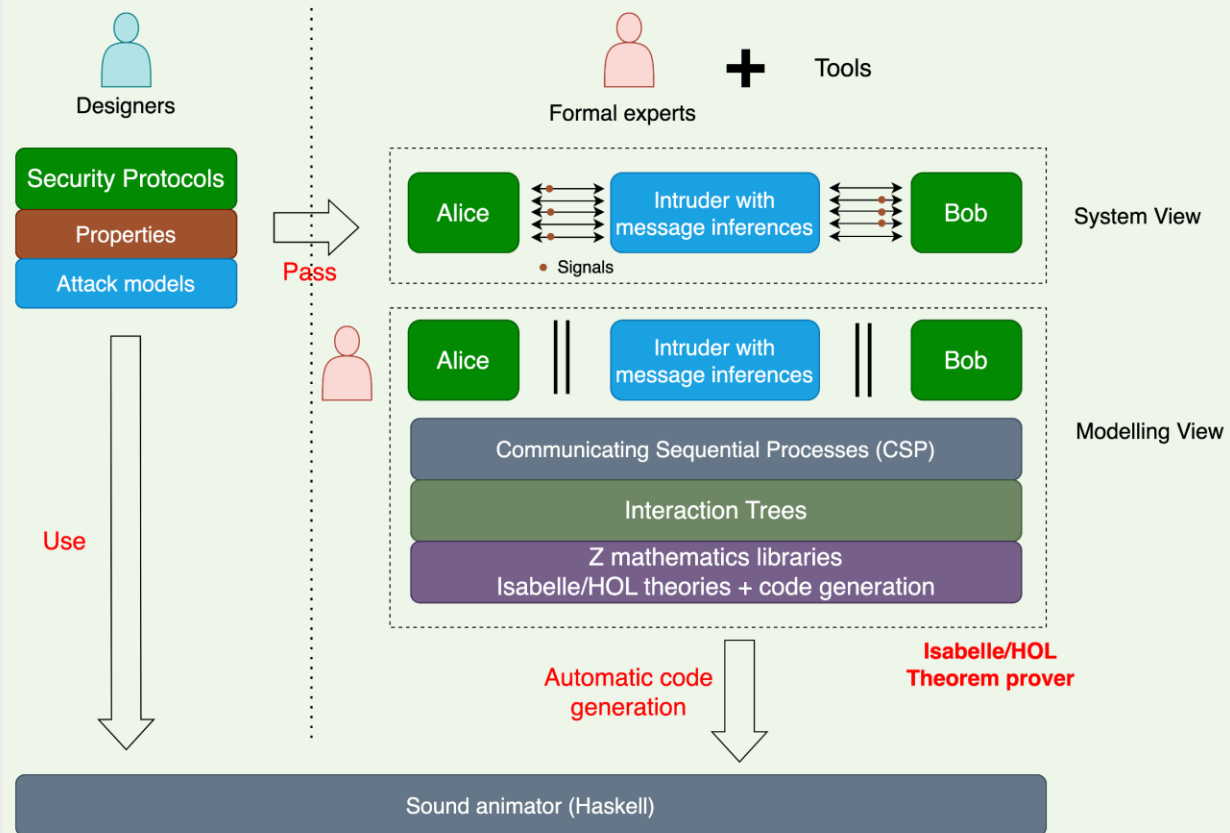 Designers
Formal experts
Tools
Security Protocols
Properties
Attack models
Pass
Alice
Intruder with
message inferences
Bob
Signals
System View
Alice
Intruder with
message inferences
Bob
Communicating Sequential Processes (CSP)
Interaction Trees
Z mathematics libraries
Isabelle/HOL theories + code generation
Modelling View
Use
Automatic code
generation
Isabelle/HOL
Theorem prover
Sound animator (Haskell)